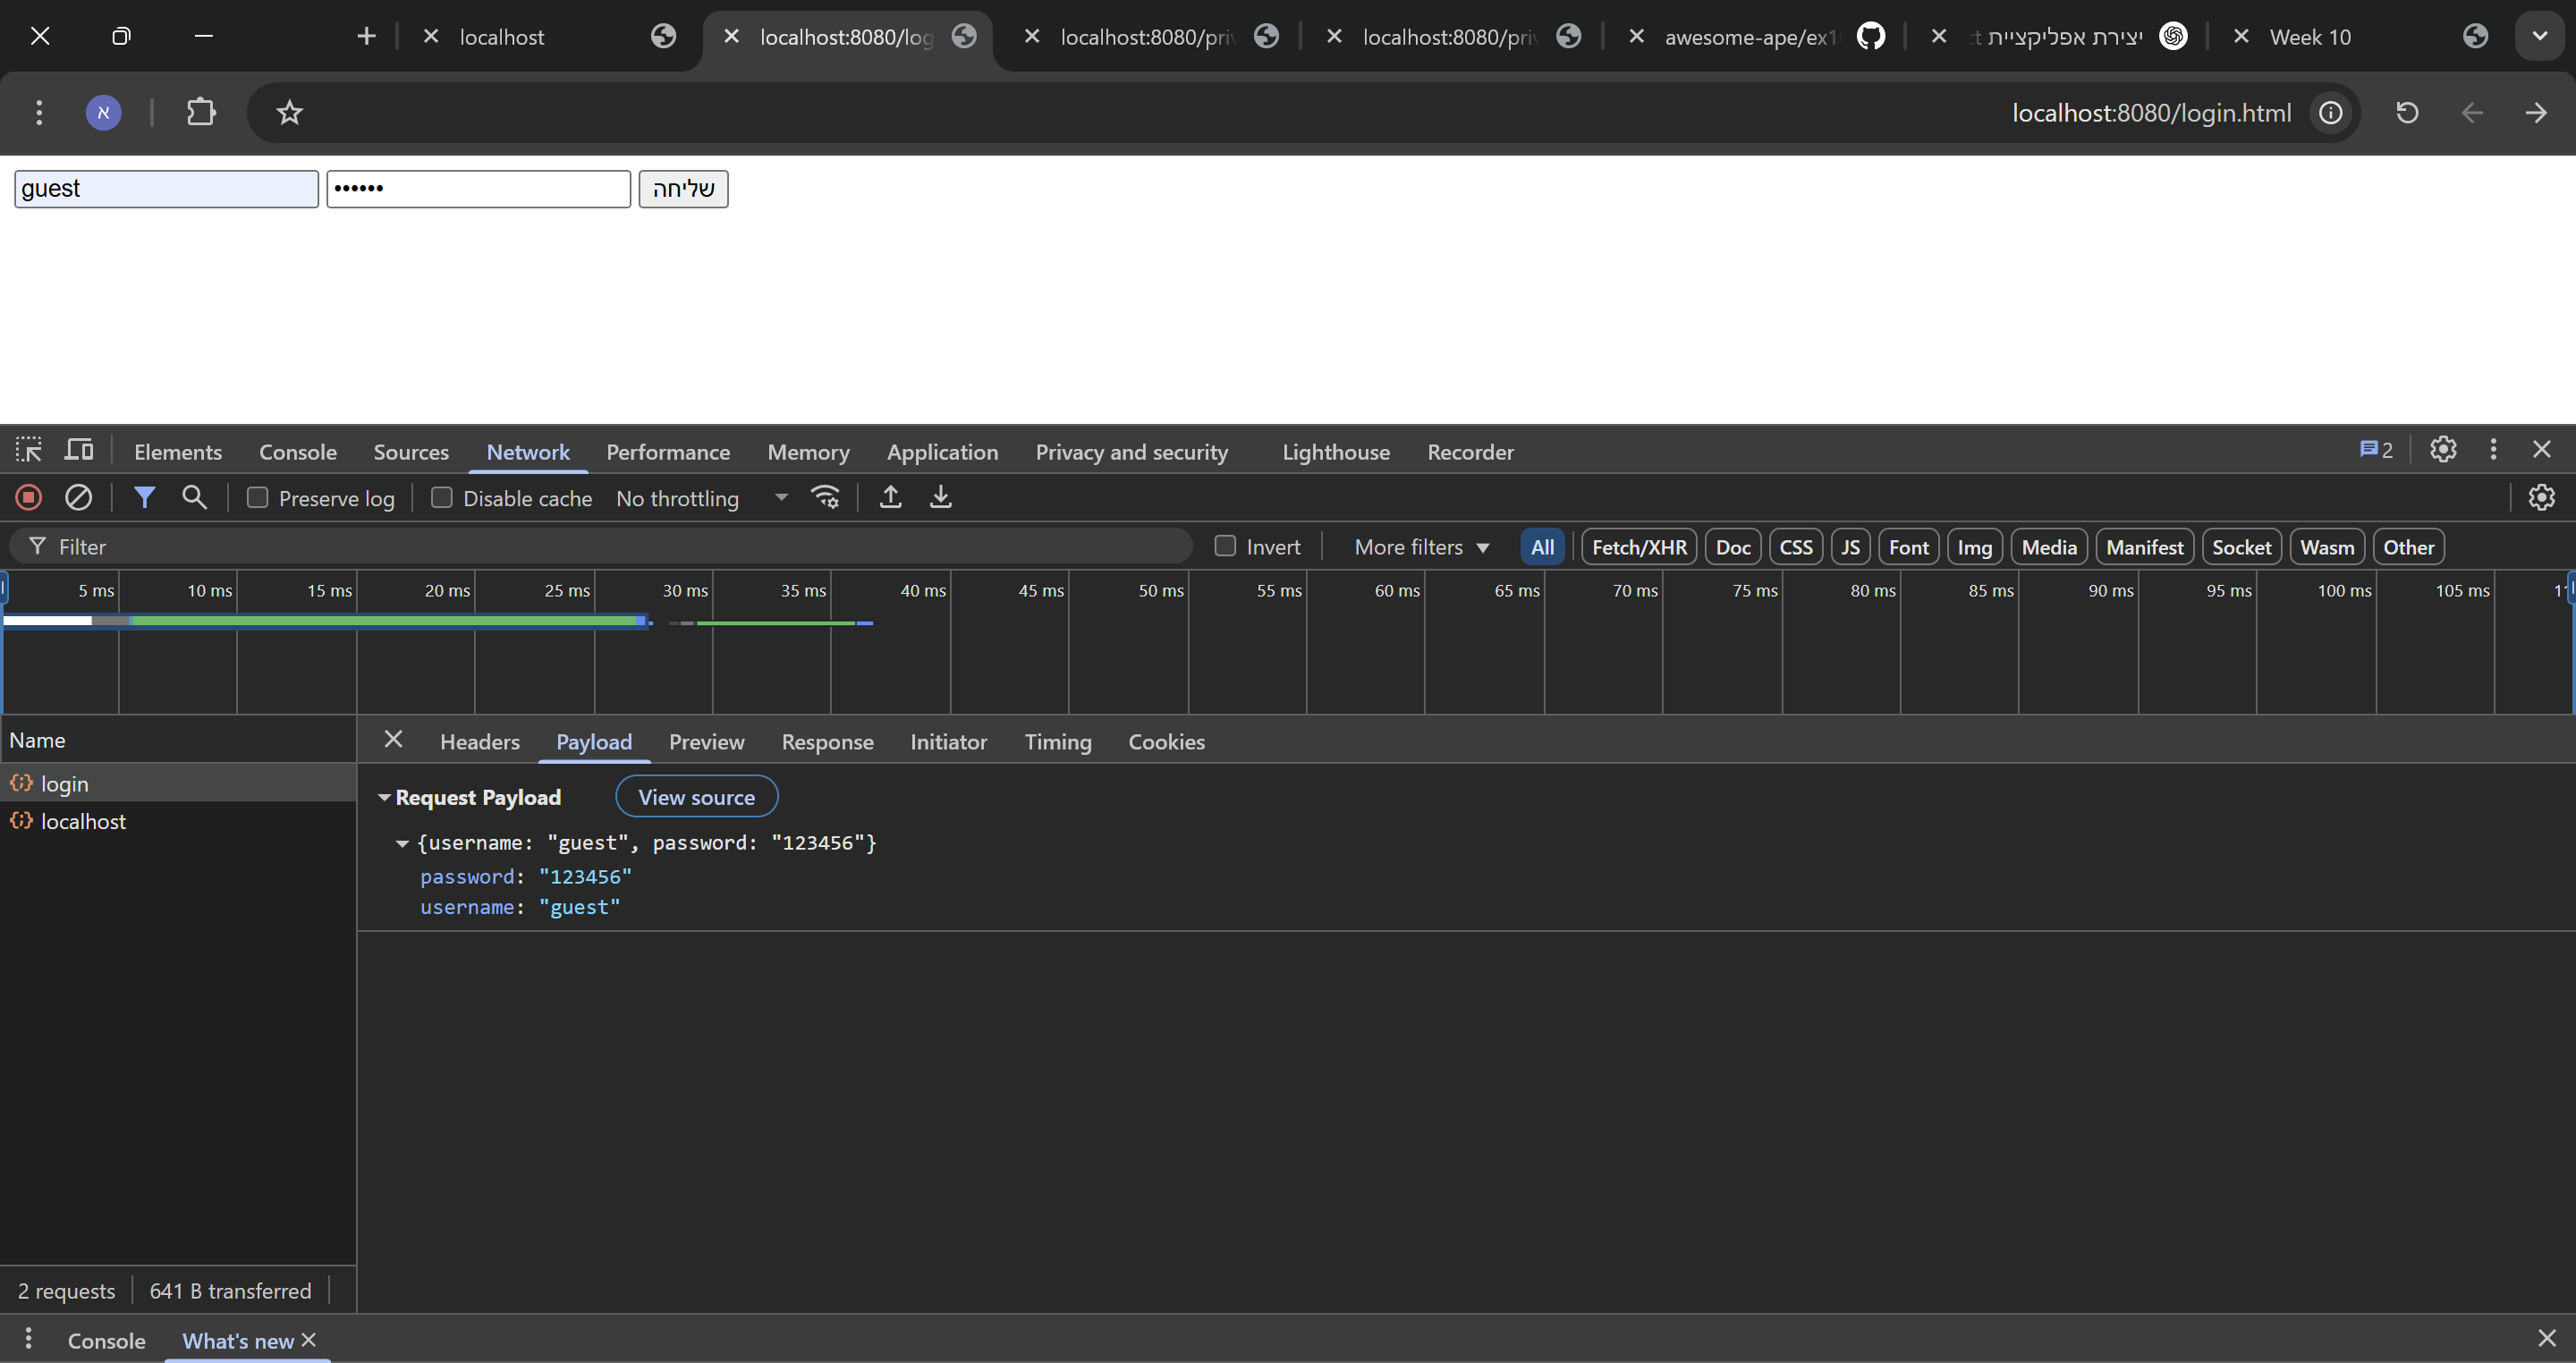 localhost
localhost:8080/log
localhost:8080/priv
localhost:8080/priv
awesome-ape/ex1
יצירת אפליקציית
Week 10
א
localhost:8080/login.html
guest
••••••
שליחה
Elements Console Sources Network Performance Memory Application Privacy and security Lighthouse Recorder 2
Preserve log Disable cache No throttling
Filter Invert More filters All Fetch/XHR Doc CSS JS Font Img Media Manifest Socket Wasm Other
5 ms 10 ms 15 ms 20 ms 25 ms 30 ms 35 ms 40 ms 45 ms 50 ms 55 ms 60 ms 65 ms 70 ms 75 ms 80 ms 85 ms 90 ms 95 ms 100 ms 105 ms
Name
Headers Payload Preview Response Initiator Timing Cookies
login
localhost
Request Payload View source
{username: "guest", password: "123456"}
password: "123456"
username: "guest"
2 requests 641 B transferred
Console What's new